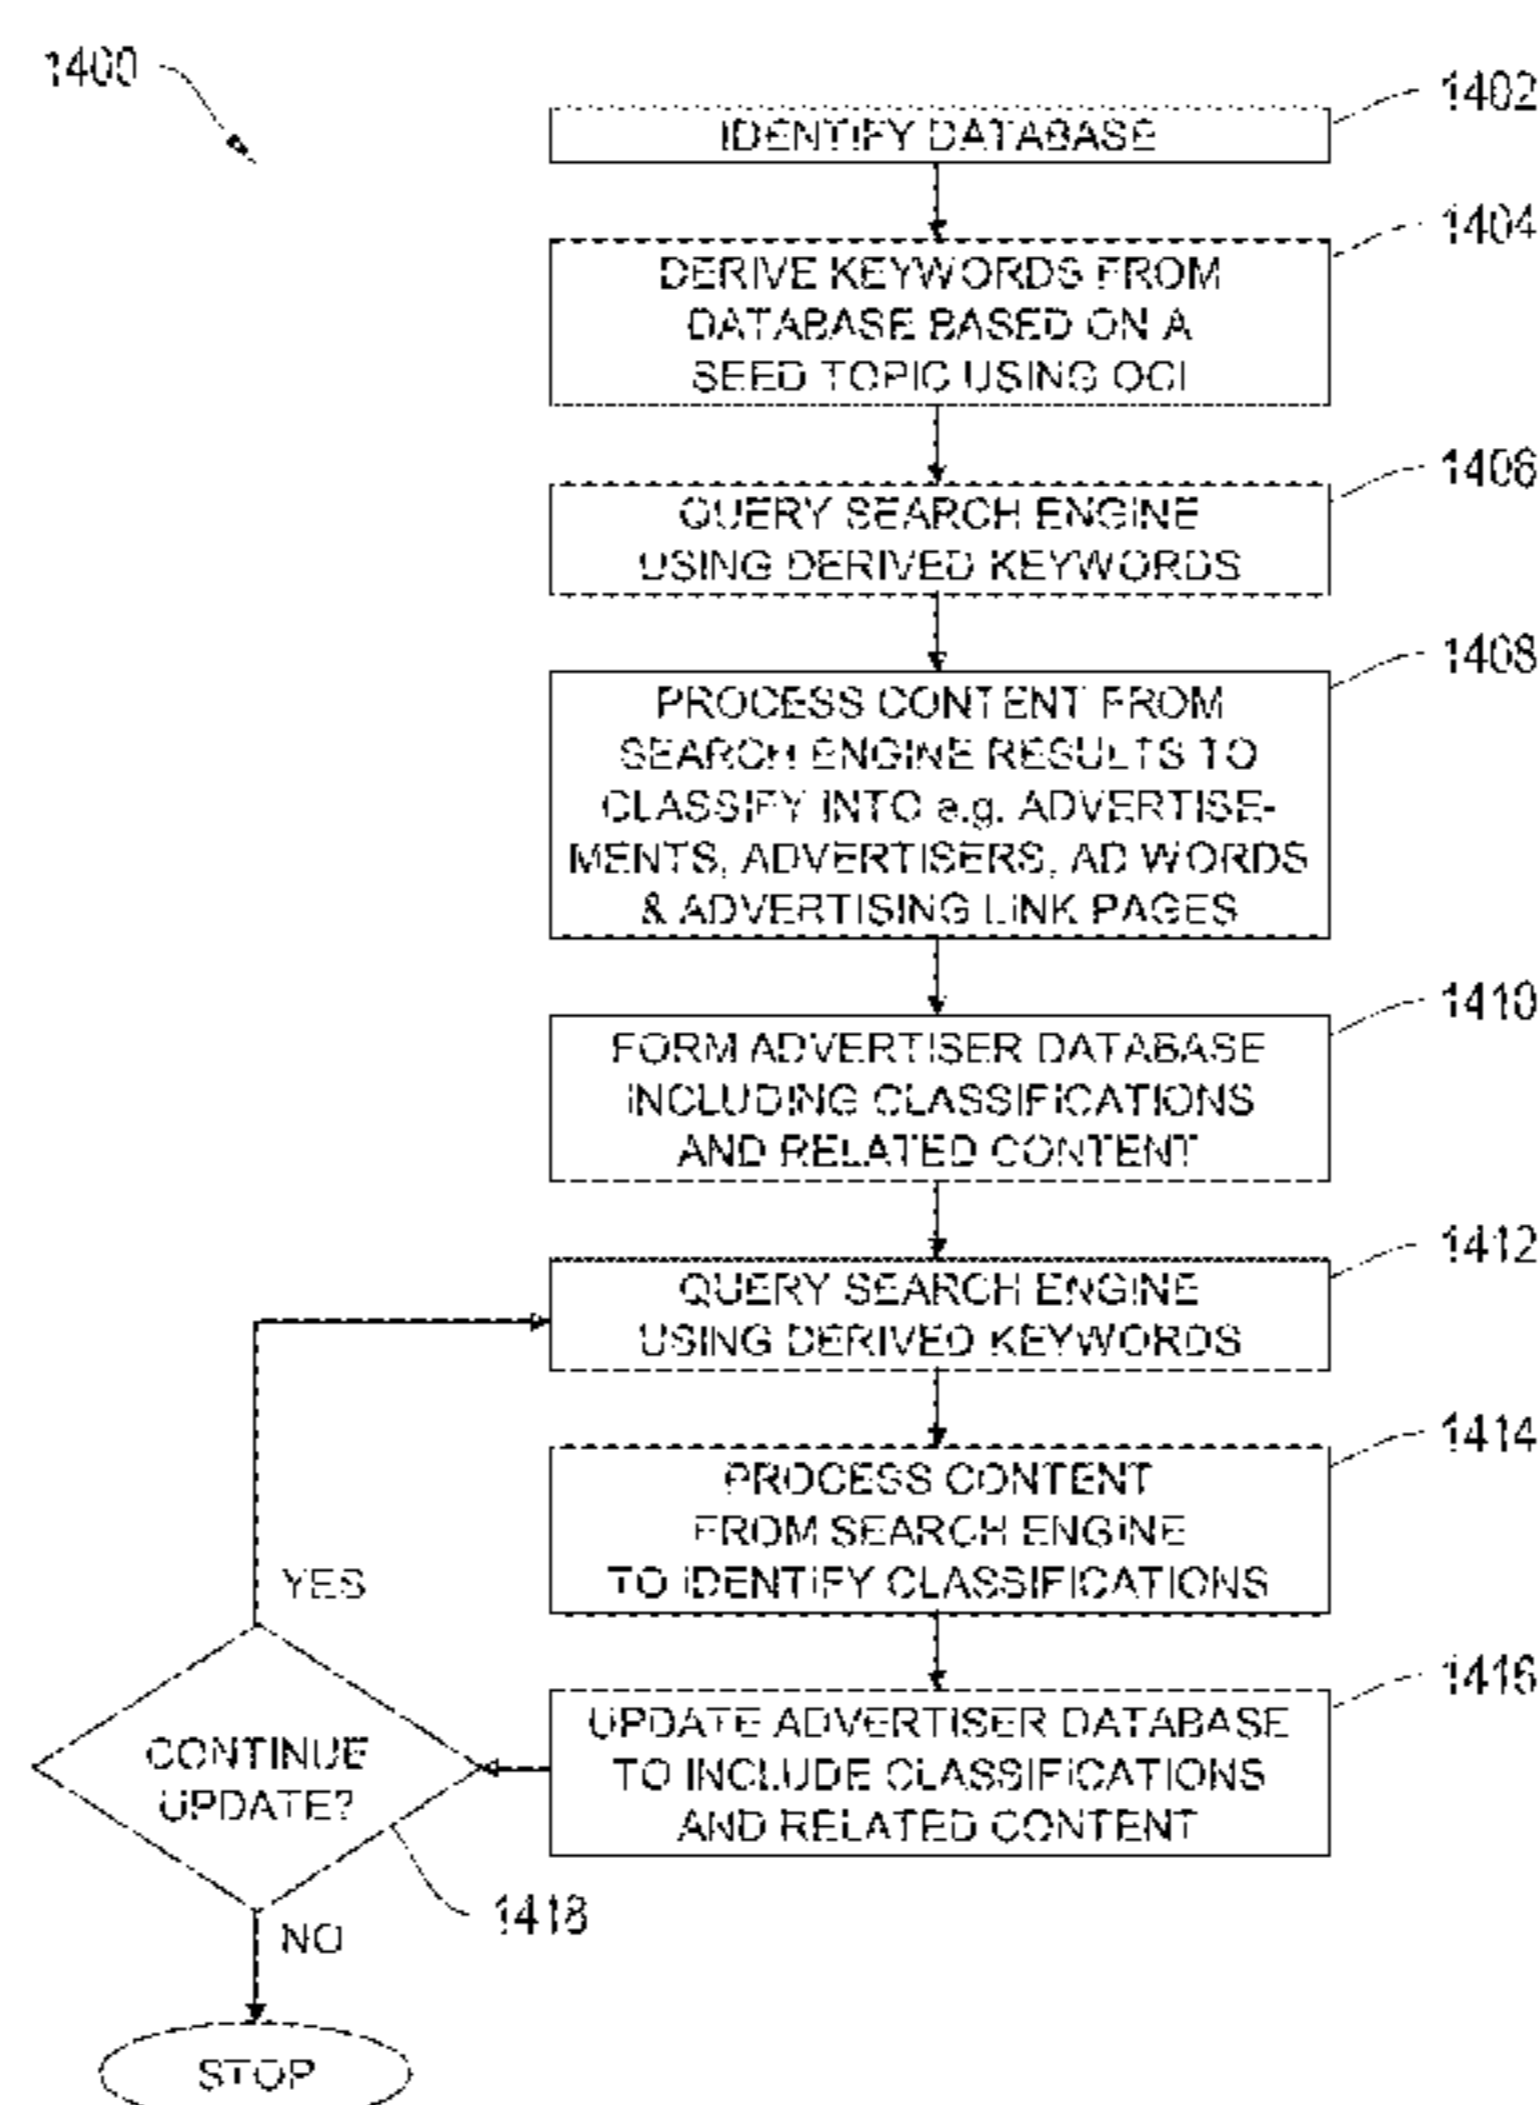 1400
1402
IDENTIFY DATABASE
1404
DERIVE KEYWORDS FROM
DATABASE BASED ON A
SEED TOPIC USING OCI
1406
QUERY SEARCH ENGINE
USING DERIVED KEYWORDS
1408
PROCESS CONTENT FROM
SEARCH ENGINE RESULTS TO
CLASSIFY INTO e.g. ADVERTISE-
MENTS, ADVERTISERS, AD WORDS
& ADVERTISING LINK PAGES
1410
FORM ADVERTISER DATABASE
INCLUDING CLASSIFICATIONS
AND RELATED CONTENT
1412
QUERY SEARCH ENGINE
USING DERIVED KEYWORDS
1414
PROCESS CONTENT
FROM SEARCH ENGINE
TO IDENTIFY CLASSIFICATIONS
YES
1416
UPDATE ADVERTISER DATABASE
TO INCLUDE CLASSIFICATIONS
AND RELATED CONTENT
CONTINUE
UPDATE?
1418
NO
STOP